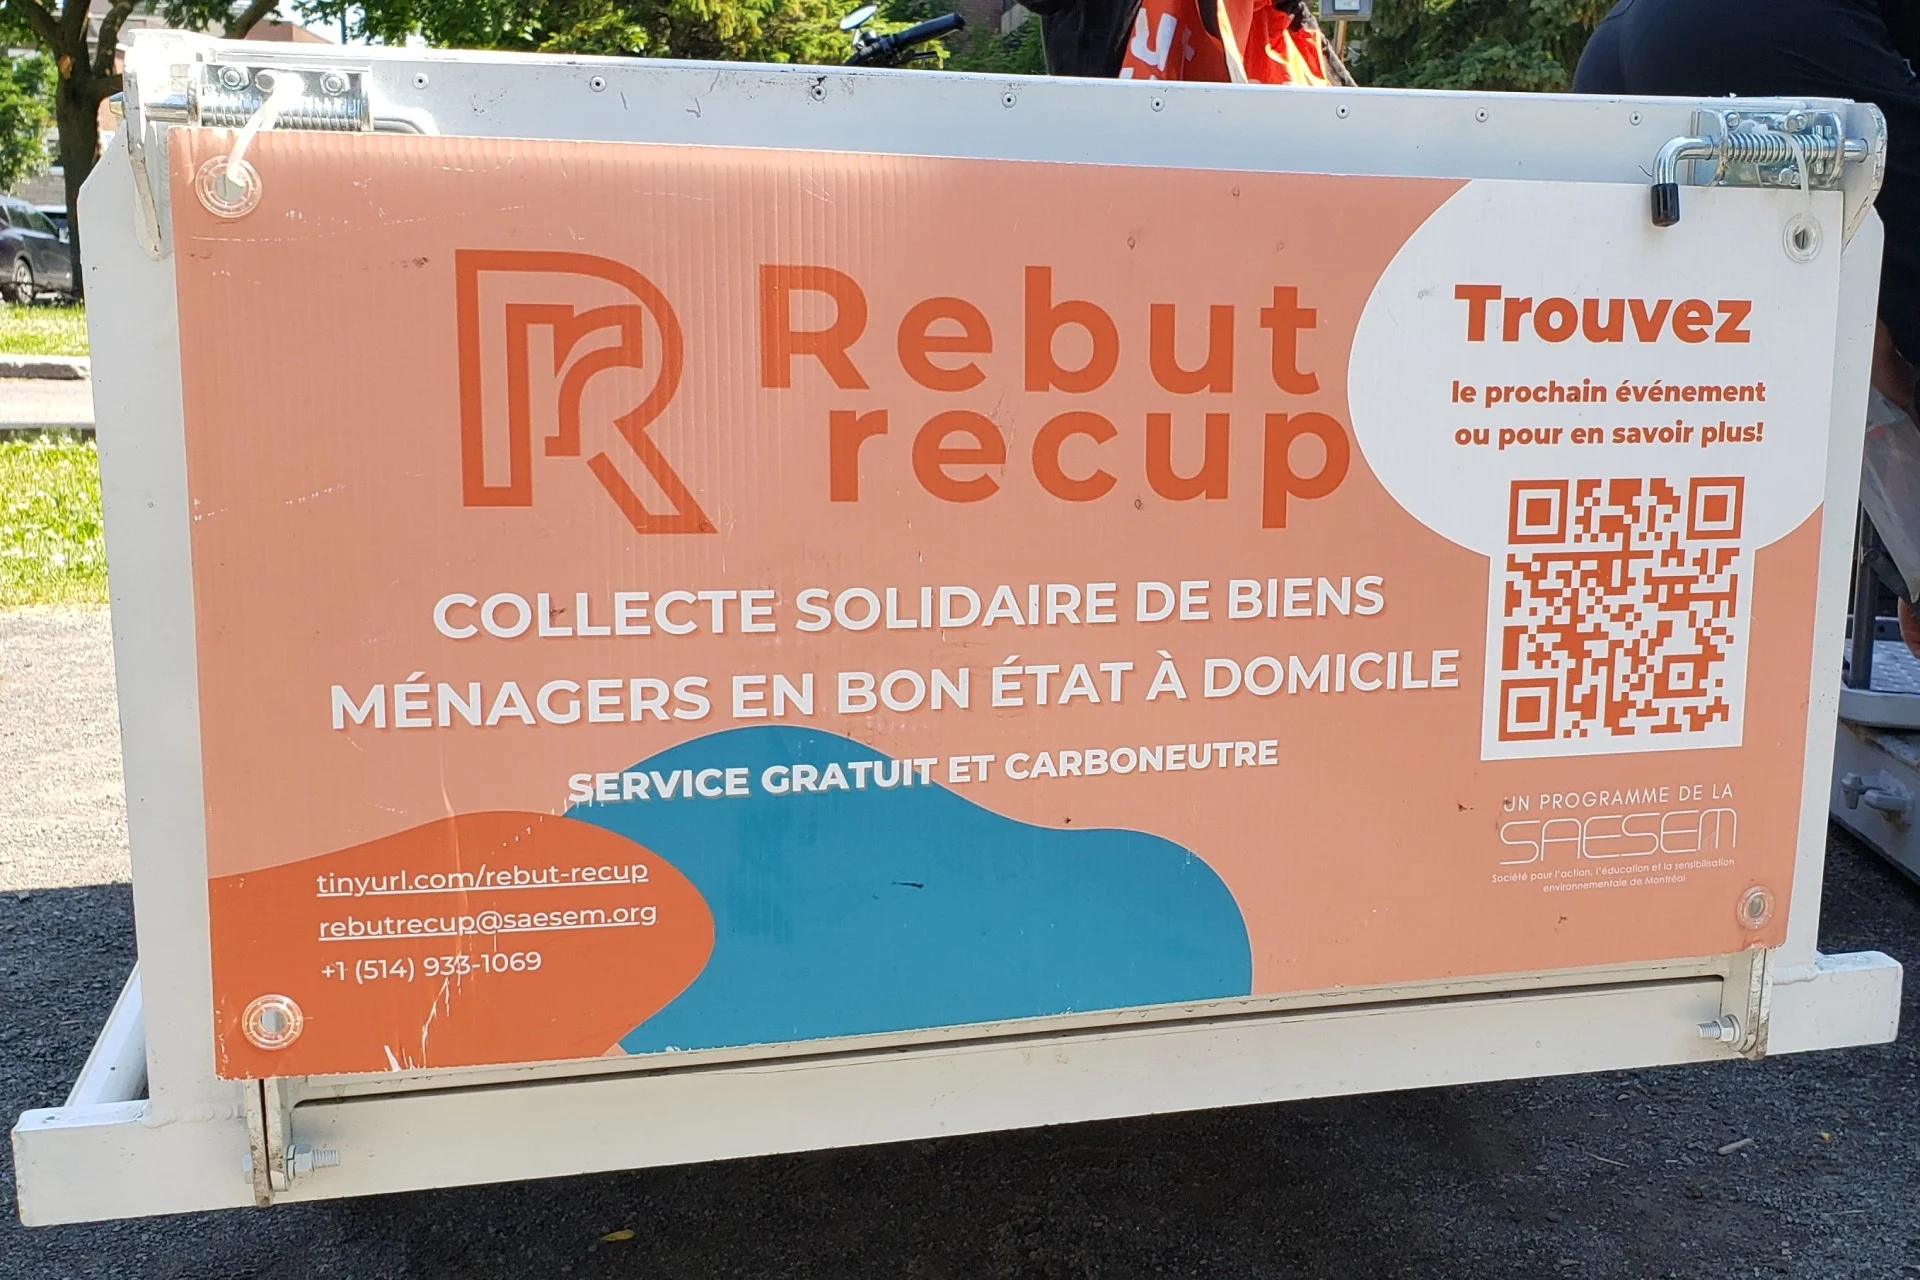 Rebut
recup
Trouvez
le prochain événement
ou pour en savoir plus!
COLLECTE SOLIDAIRE DE BIENS
MÉNAGERS EN BON ÉTAT À DOMICILE
SERVICE GRATUIT ET CARBONEUTRE
tinyurl.com/rebut-recup
rebutrecup@saesem.org
+1 (514) 933-1069
UN PROGRAMME DE LA
SAESEM
Société pour l'action, l'éducation et la sensibilisation
environnementale de Montréal